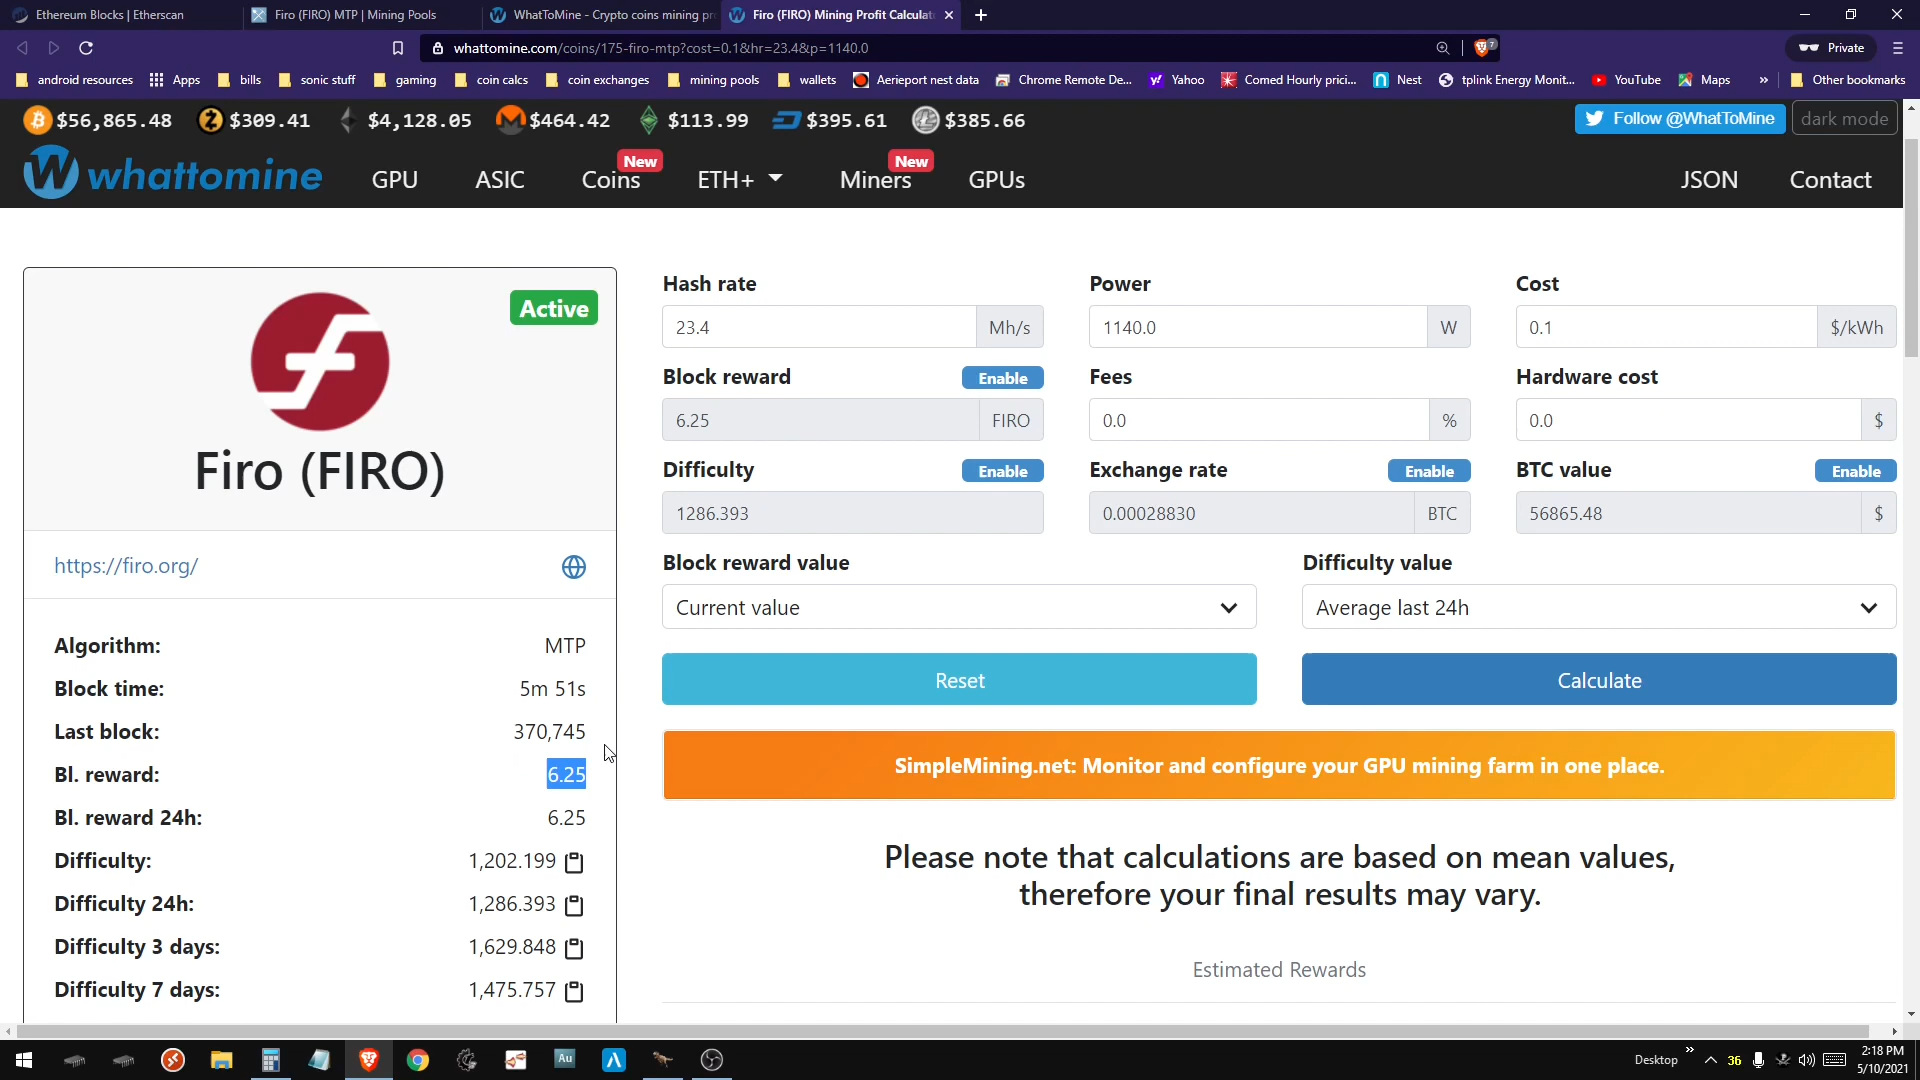 Ethereum Blocks | Etherscan
Firo (FIRO) MTP | Mining Pools
WhatToMine - Crypto coins mining pr
Firo (FIRO) Mining Profit Calculat
whattomine.com/coins/175-firo-mtp?cost=0.1&hr=23.4&p=1140.0
7
Private
android resources
Apps
bills
sonic stuff
gaming
coin calcs
coin exchanges
mining pools
wallets
Aerieport nest data
Chrome Remote De...
Yahoo
Comed Hourly prici...
Nest
tplink Energy Monit...
YouTube
Maps
»
Other bookmarks
$56,865.48
$309.41
$4,128.05
$464.42
$113.99
$395.61
$385.66
Follow @WhatToMine
dark mode
whattomine
GPU
ASIC
Coins
New
ETH+
Miners
New
GPUs
JSON
Contact
Active
Firo (FIRO)
https://firo.org/
Algorithm: MTP
Block time: 5m 51s
Last block: 370,745
Bl. reward: 6.25
Bl. reward 24h: 6.25
Difficulty: 1,202.199
Difficulty 24h: 1,286.393
Difficulty 3 days: 1,629.848
Difficulty 7 days: 1,475.757
Hash rate
23.4 Mh/s
Power
1140.0 W
Cost
0.1 $/kWh
Block reward Enable
6.25 FIRO
Fees
0.0 %
Hardware cost
0.0 $
Difficulty Enable
1286.393
Exchange rate Enable
0.00028830 BTC
BTC value Enable
56865.48 $
Block reward value
Current value
Difficulty value
Average last 24h
Reset
Calculate
SimpleMining.net: Monitor and configure your GPU mining farm in one place.
Please note that calculations are based on mean values,
therefore your final results may vary.
Estimated Rewards
Au
Desktop
»
36
2:18 PM
5/10/2021